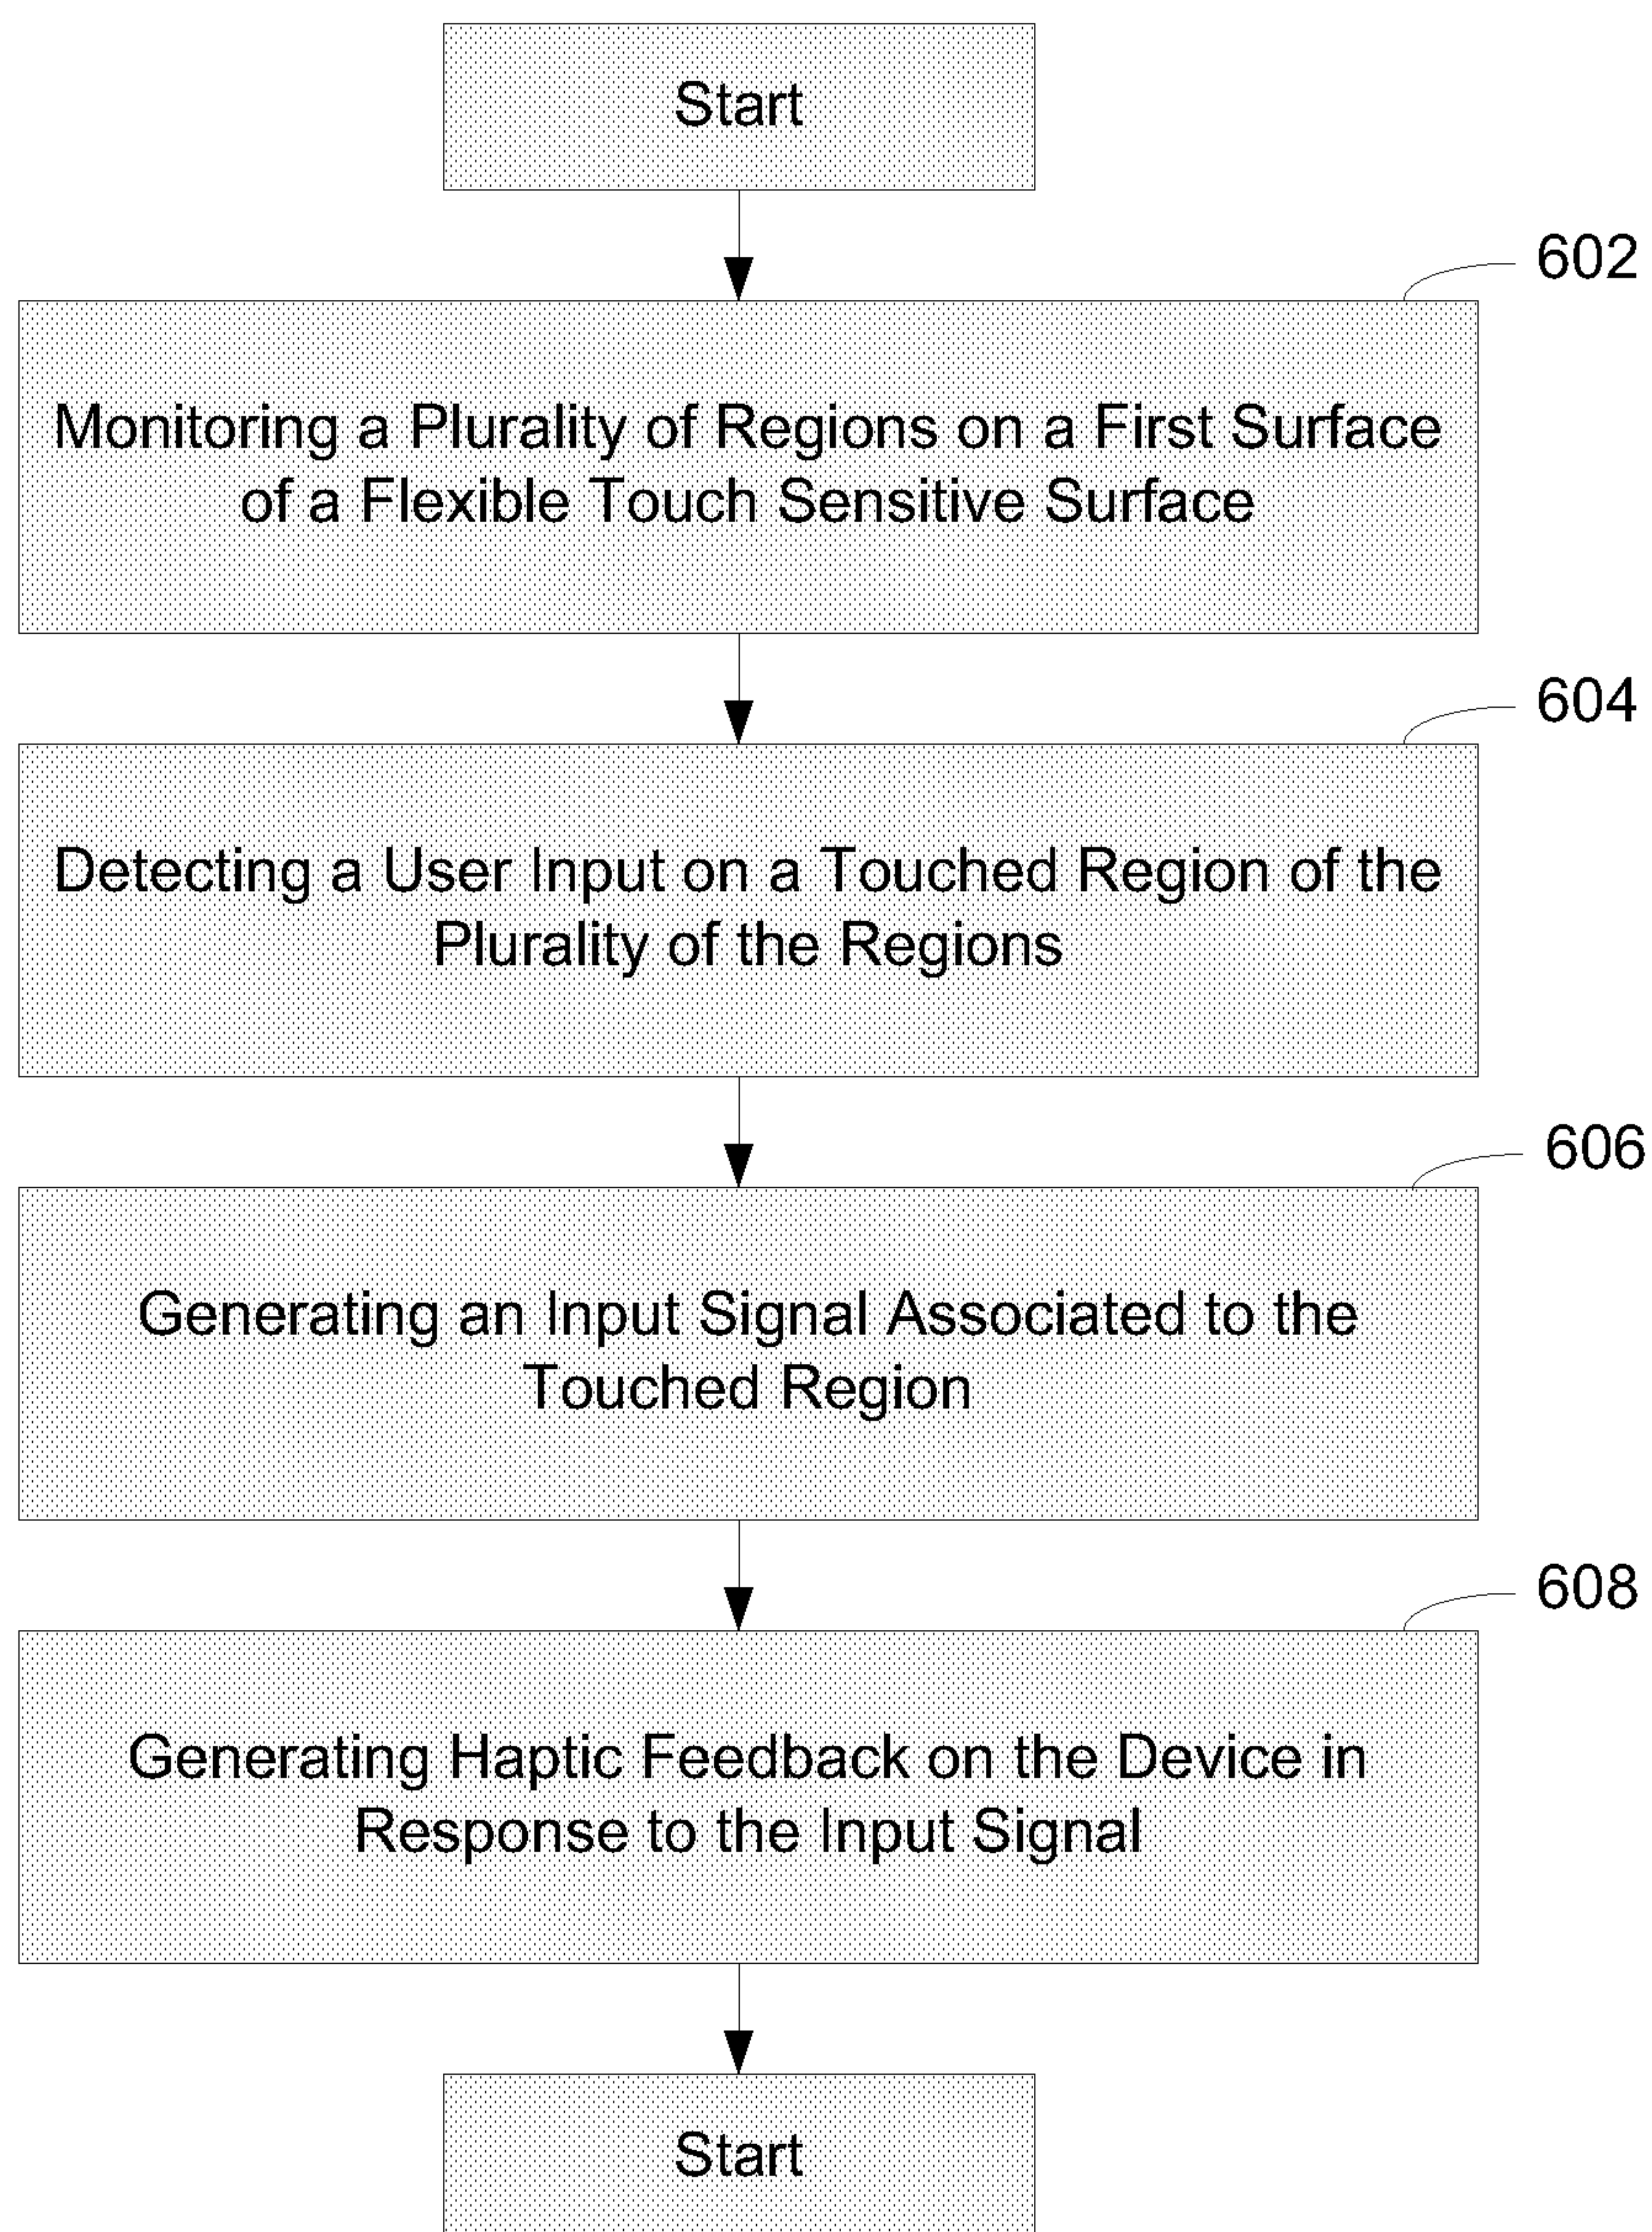 Start
602
Monitoring a Plurality of Regions on a First Surface
of a Flexible Touch Sensitive Surface
604
Detecting a User Input on a Touched Region of the
Plurality of the Regions
606
Generating an Input Signal Associated to the
Touched Region
608
Generating Haptic Feedback on the Device in
Response to the Input Signal
Start